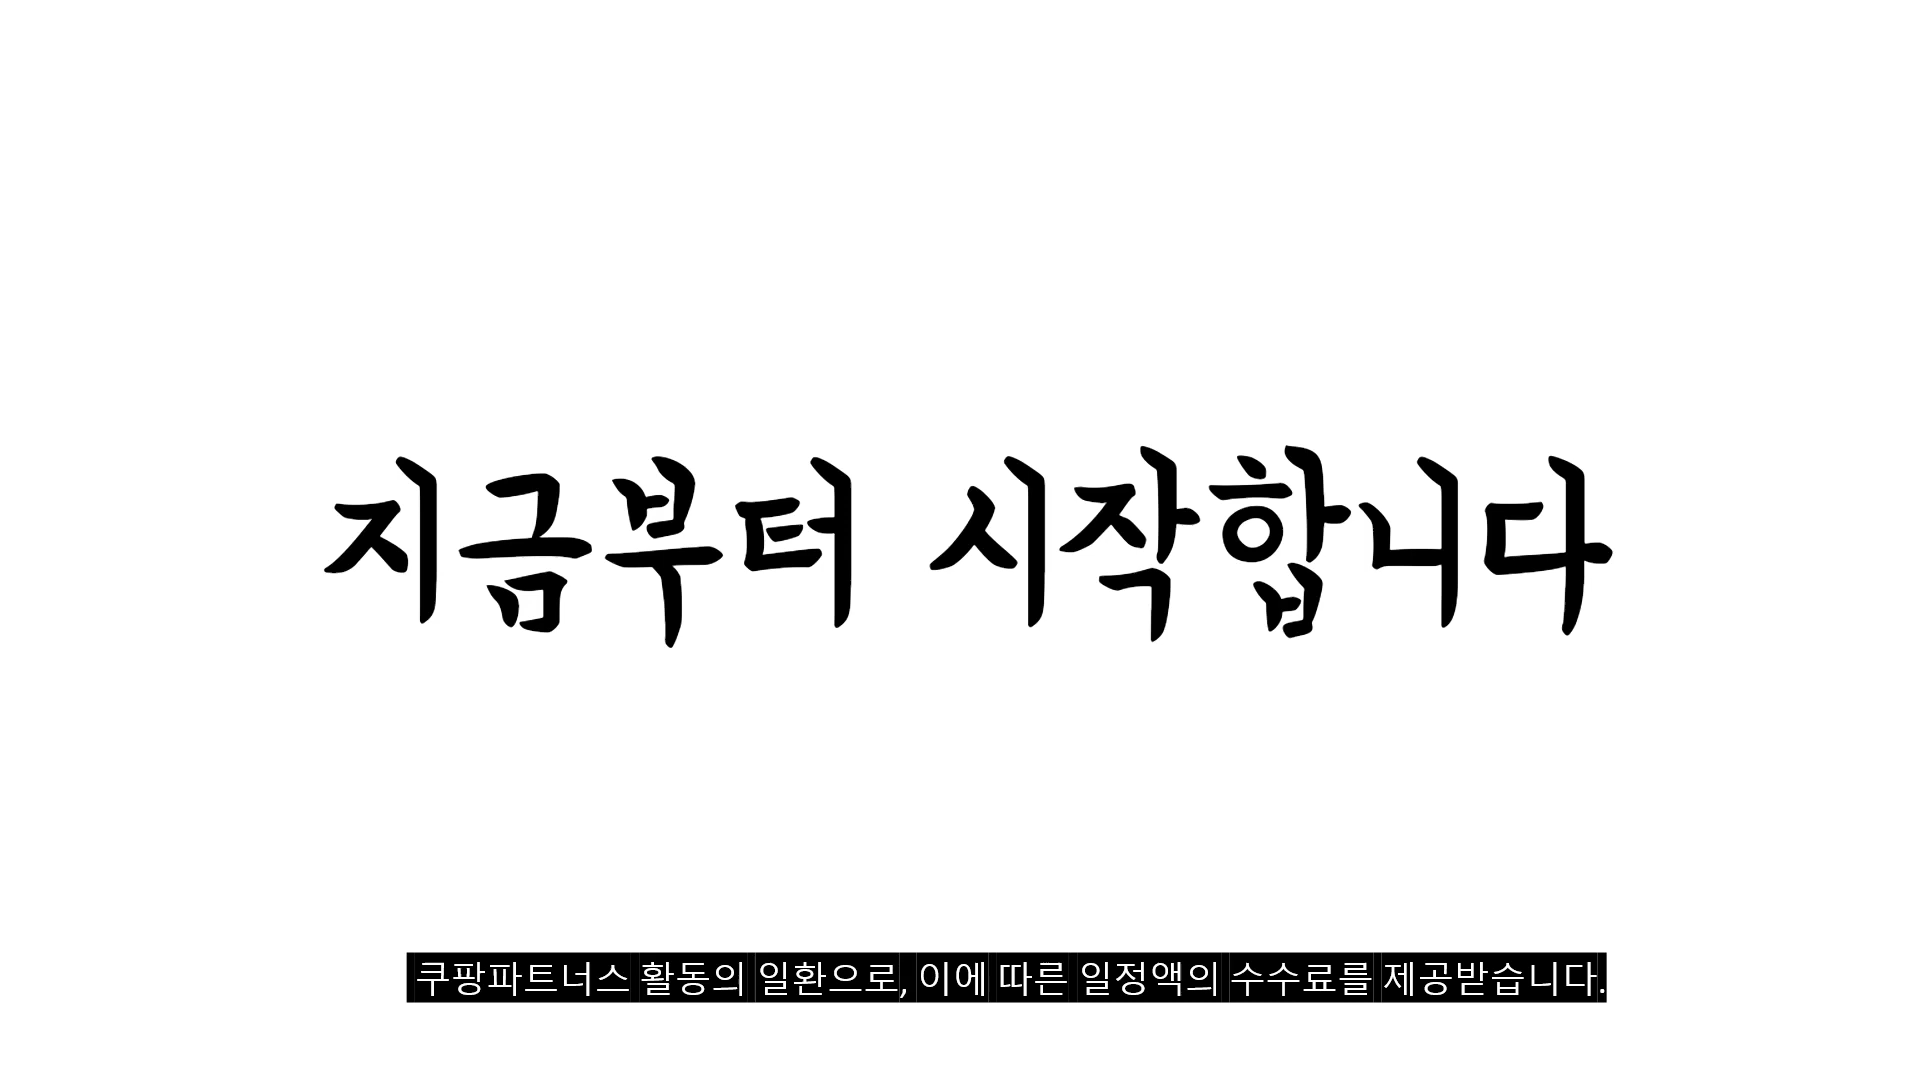 지금부터 시작합니다
쿠팡파트너스 활동의 일환으로, 이에 따른 일정액의 수수료를 제공받습니다.